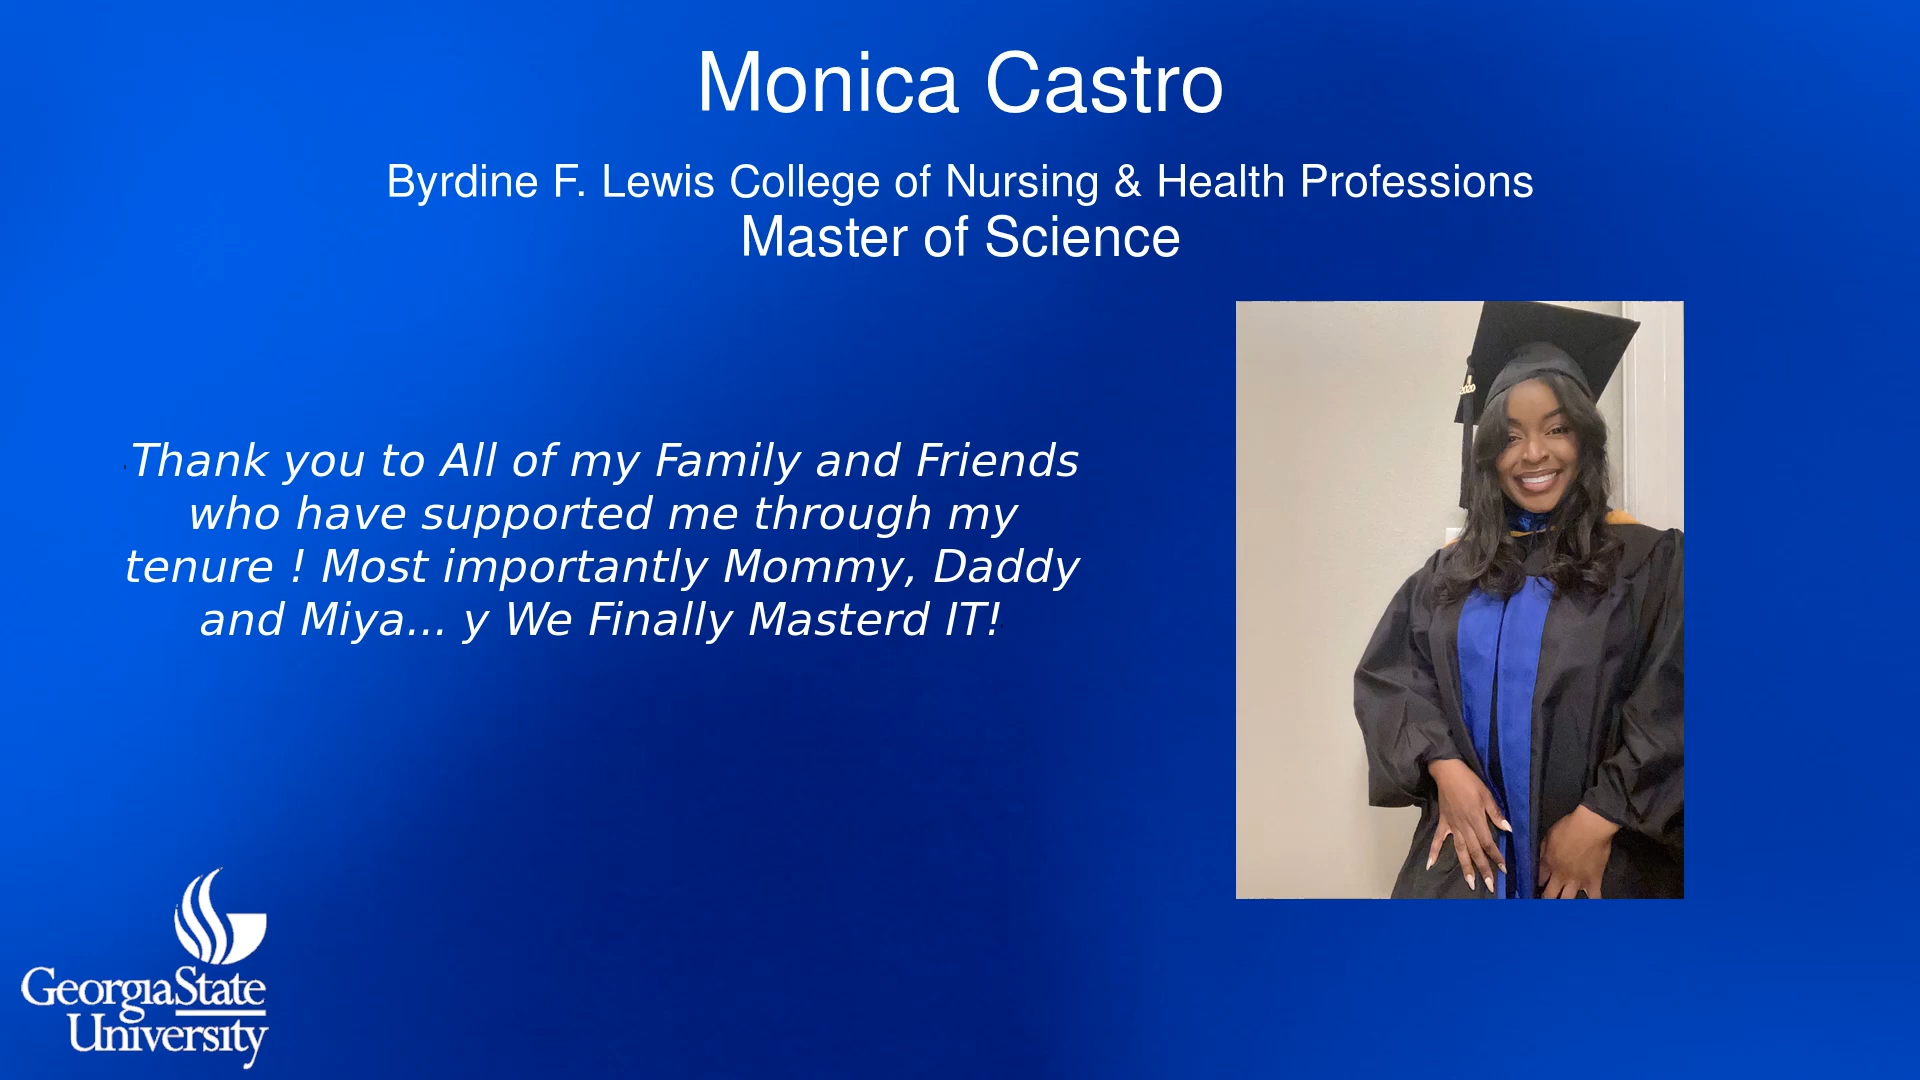 Monica Castro
Byrdine F. Lewis College of Nursing & Health Professions
Master of Science
Thank you to All of my Family and Friends
who have supported me through my
tenure ! Most importantly Mommy, Daddy
and Miya... y We Finally Masterd IT!
GeorgiaState
University